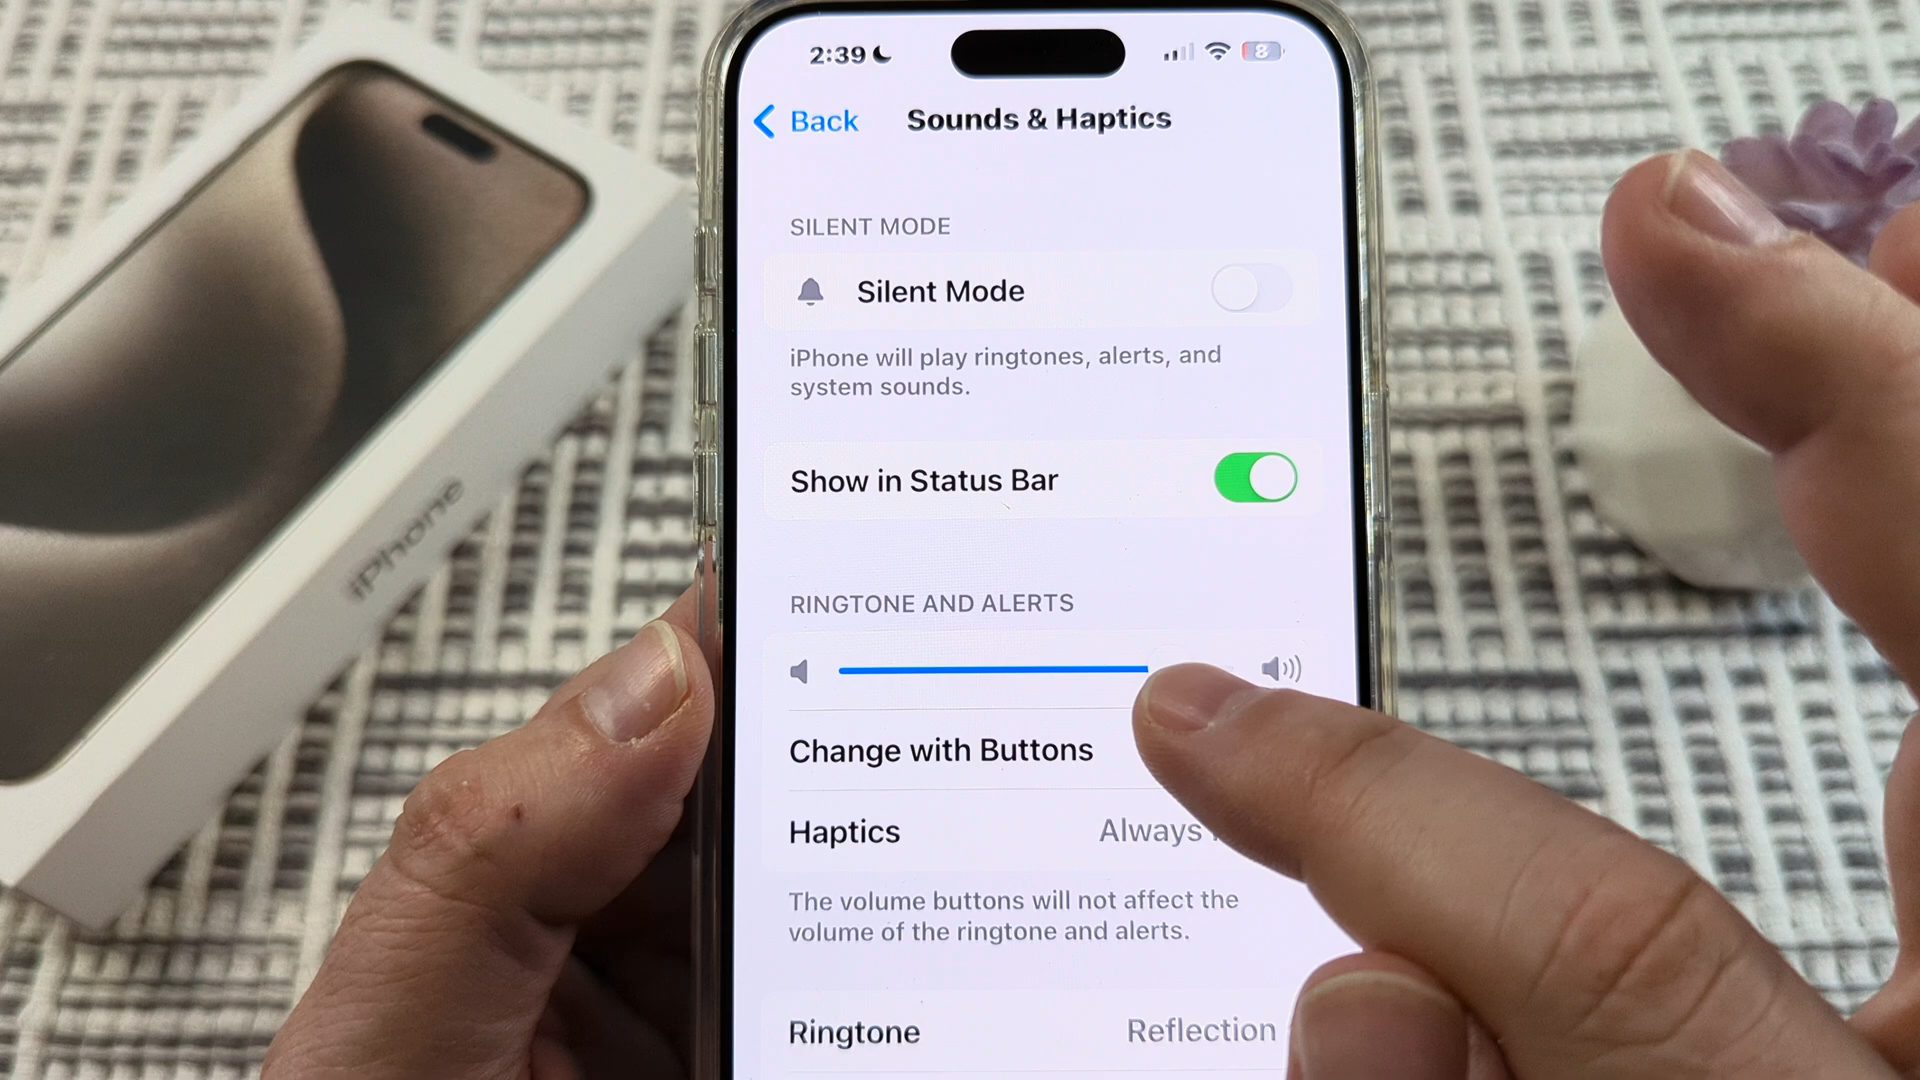 2:39
8
Back
Sounds & Haptics
SILENT MODE
Silent Mode
iPhone will play ringtones, alerts, and
system sounds.
Show in Status Bar
RINGTONE AND ALERTS
Change with Buttons
Haptics
Always
The volume buttons will not affect the
volume of the ringtone and alerts.
Ringtone
Reflection
iPhone